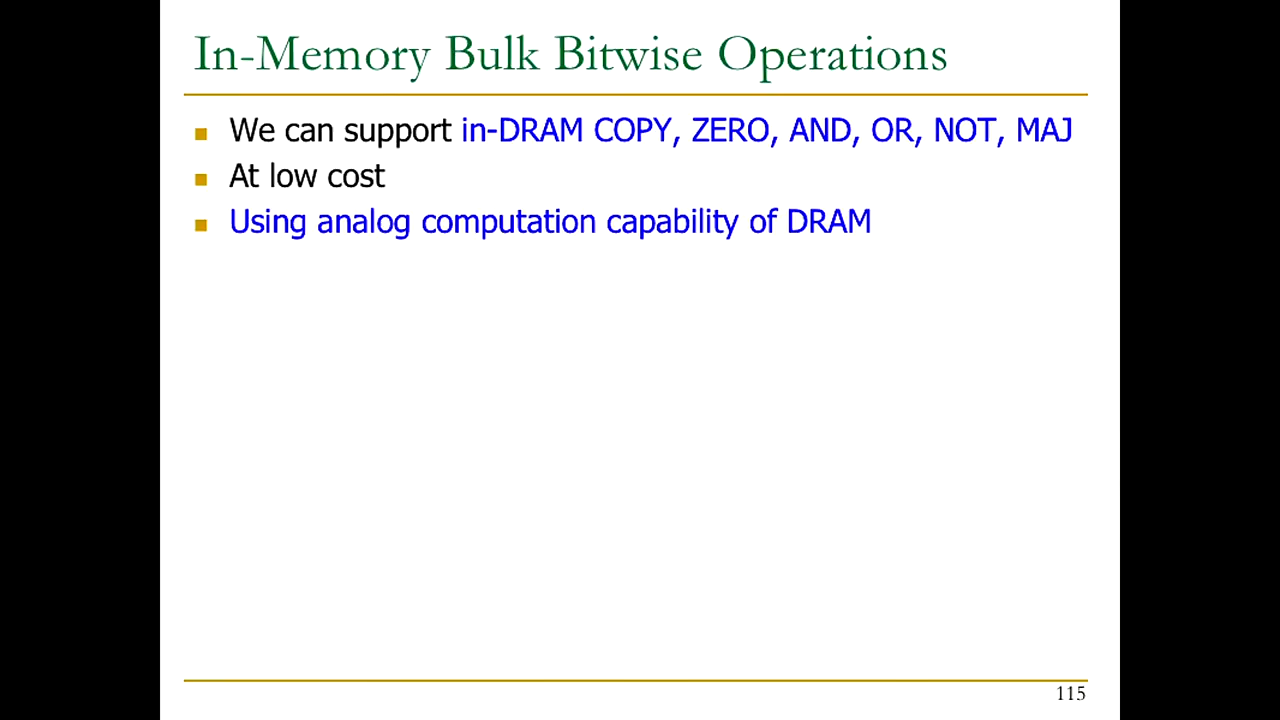 In-Memory Bulk Bitwise Operations
We can support in-DRAM COPY, ZERO, AND, OR, NOT, MAJ
At low cost
Using analog computation capability of DRAM
115